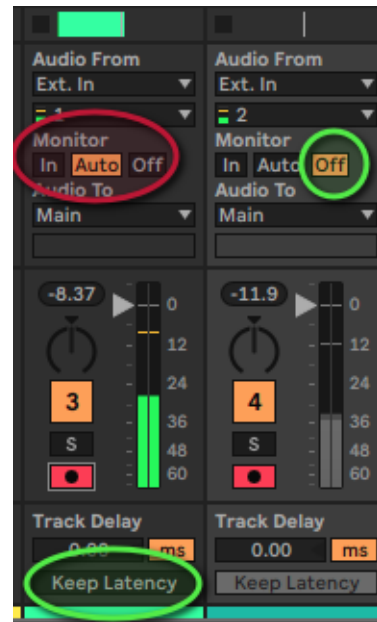 Audio From
Ext. In
1
Monitor
In Auto Off
Audio To
Main
-8.37
0
12
24
36
48
60
3
S
Track Delay
0.00 ms
Keep Latency
Audio From
Ext. In
2
Monitor
In Auto Off
Audio To
Main
-11.9
0
12
24
36
48
60
4
S
Track Delay
0.00 ms
Keep Latency